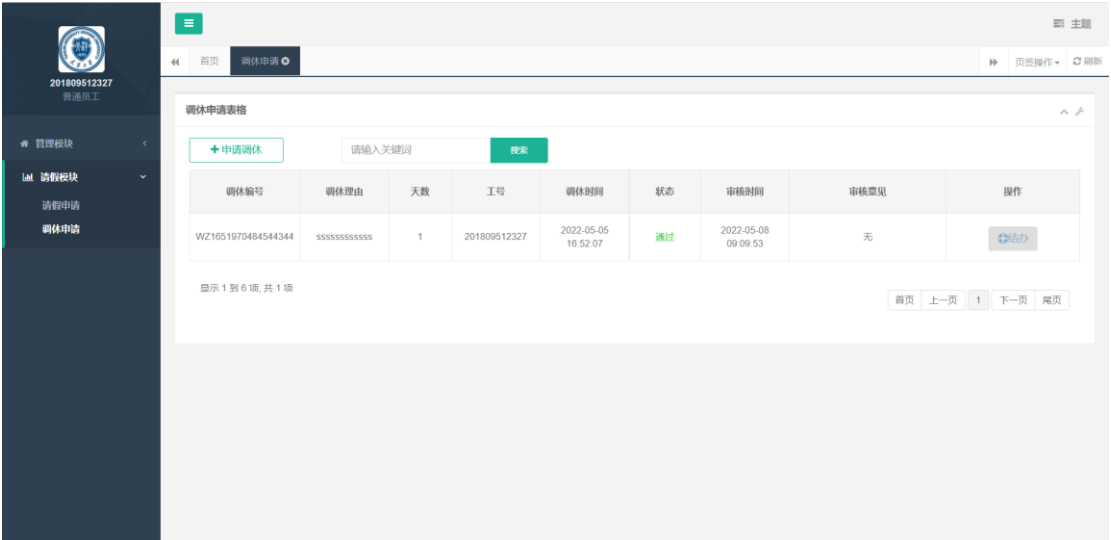 主题
首页 调休申请
页签操作 刷新
201809512327
普通员工
管理模块
请假模块
请假申请
调休申请
调休申请表格
申请调休 请输入关键词 搜索
调休编号 调休理由 天数 工号 调休时间 状态 审核时间 审核意见 操作
WZ1651970484544344 ssssssssssss 1 201809512327 2022-05-05 16:52:07 通过 2022-05-08 09:09:53 无 结办
显示 1 到 6 项, 共 1 项
首页 上一页 1 下一页 尾页